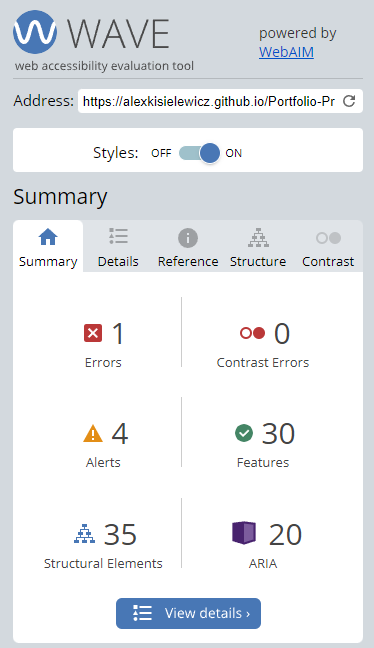 WAVE
web accessibility evaluation tool
powered by
WebAIM
Address: https://alexkisielewicz.github.io/Portfolio-Pr
Styles: OFF ON
Summary
Summary Details Reference Structure Contrast
1 0
Errors Contrast Errors
4 30
Alerts Features
35 20
Structural Elements ARIA
View details ›